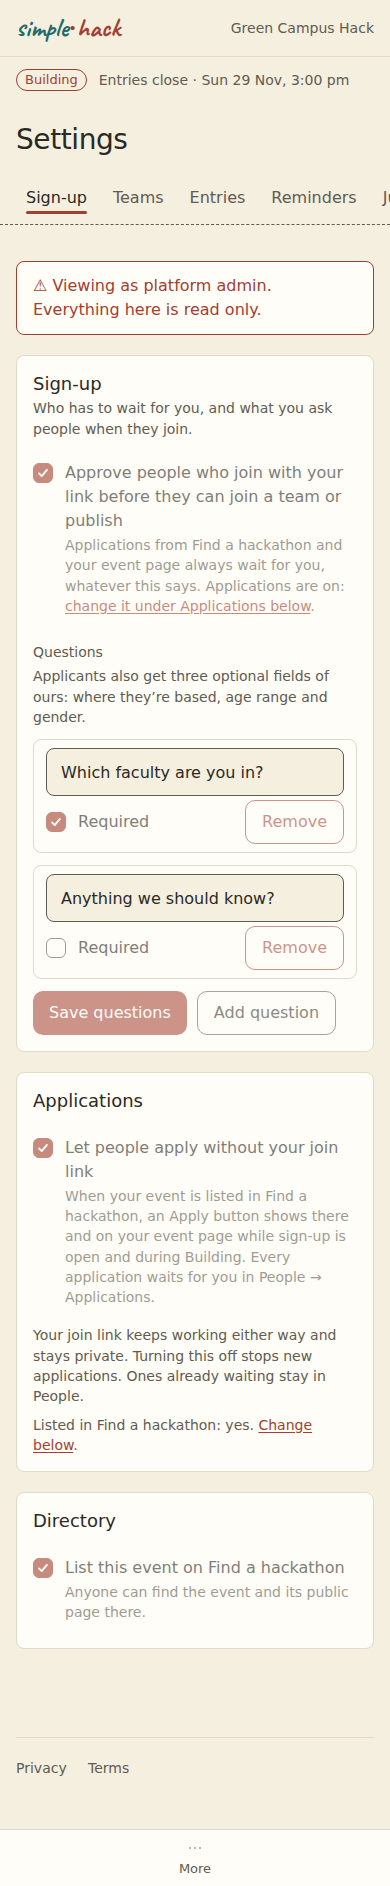 simple·hack
Green Campus Hack
Building
Entries close · Sun 29 Nov, 3:00 pm
Settings
Sign-up
Teams
Entries
Reminders
⚠ Viewing as platform admin.
Everything here is read only.
Sign-up
Who has to wait for you, and what you ask
people when they join.
Approve people who join with your
link before they can join a team or
publish
Applications from Find a hackathon and
your event page always wait for you,
whatever this says. Applications are on:
change it under Applications below.
Questions
Applicants also get three optional fields of
ours: where they’re based, age range and
gender.
Which faculty are you in?
Required
Remove
Anything we should know?
Required
Remove
Save questions
Add question
Applications
Let people apply without your join
link
When your event is listed in Find a
hackathon, an Apply button shows there
and on your event page while sign-up is
open and during Building. Every
application waits for you in People →
Applications.
Your join link keeps working either way and
stays private. Turning this off stops new
applications. Ones already waiting stay in
People.
Listed in Find a hackathon: yes. Change
below.
Directory
List this event on Find a hackathon
Anyone can find the event and its public
page there.
Privacy
Terms
...
More